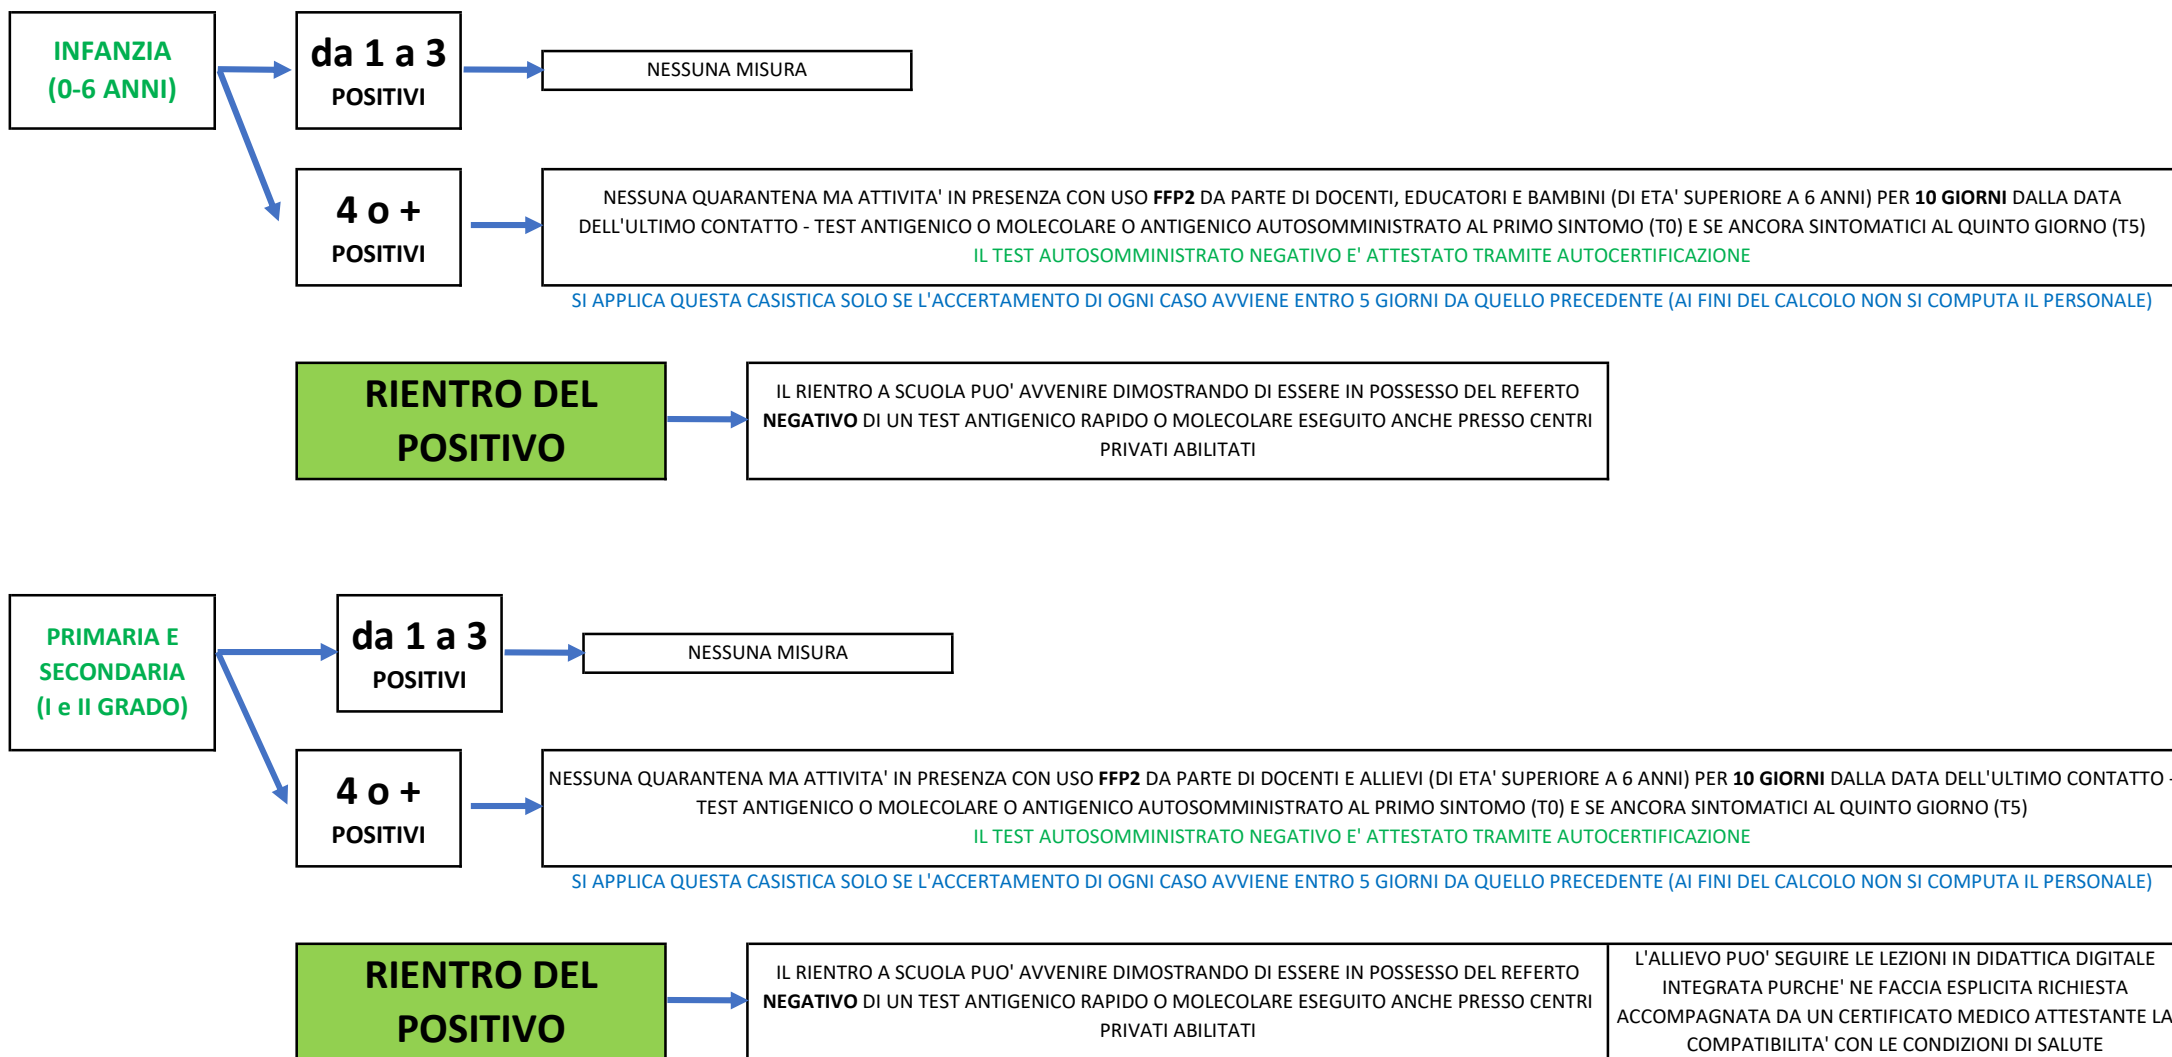 INFANZIA
(0-6 ANNI)
da 1 a 3
POSITIVI
NESSUNA MISURA
4 o +
POSITIVI
NESSUNA QUARANTENA MA ATTIVITA' IN PRESENZA CON USO FFP2 DA PARTE DI DOCENTI, EDUCATORI E BAMBINI (DI ETA' SUPERIORE A 6 ANNI) PER 10 GIORNI DALLA DATA
DELL'ULTIMO CONTATTO - TEST ANTIGENICO O MOLECOLARE O ANTIGENICO AUTOSOMMINISTRATO AL PRIMO SINTOMO (T0) E SE ANCORA SINTOMATICI AL QUINTO GIORNO (T5)
IL TEST AUTOSOMMINISTRATO NEGATIVO E' ATTESTATO TRAMITE AUTOCERTIFICAZIONE
SI APPLICA QUESTA CASISTICA SOLO SE L'ACCERTAMENTO DI OGNI CASO AVVIENE ENTRO 5 GIORNI DA QUELLO PRECEDENTE (AI FINI DEL CALCOLO NON SI COMPUTA IL PERSONALE)
RIENTRO DEL
POSITIVO
IL RIENTRO A SCUOLA PUO' AVVENIRE DIMOSTRANDO DI ESSERE IN POSSESSO DEL REFERTO
NEGATIVO DI UN TEST ANTIGENICO RAPIDO O MOLECOLARE ESEGUITO ANCHE PRESSO CENTRI
PRIVATI ABILITATI
PRIMARIA E
SECONDARIA
(I e II GRADO)
da 1 a 3
POSITIVI
NESSUNA MISURA
4 o +
POSITIVI
NESSUNA QUARANTENA MA ATTIVITA' IN PRESENZA CON USO FFP2 DA PARTE DI DOCENTI E ALLIEVI (DI ETA' SUPERIORE A 6 ANNI) PER 10 GIORNI DALLA DATA DELL'ULTIMO CONTATTO -
TEST ANTIGENICO O MOLECOLARE O ANTIGENICO AUTOSOMMINISTRATO AL PRIMO SINTOMO (T0) E SE ANCORA SINTOMATICI AL QUINTO GIORNO (T5)
IL TEST AUTOSOMMINISTRATO NEGATIVO E' ATTESTATO TRAMITE AUTOCERTIFICAZIONE
SI APPLICA QUESTA CASISTICA SOLO SE L'ACCERTAMENTO DI OGNI CASO AVVIENE ENTRO 5 GIORNI DA QUELLO PRECEDENTE (AI FINI DEL CALCOLO NON SI COMPUTA IL PERSONALE)
RIENTRO DEL
POSITIVO
IL RIENTRO A SCUOLA PUO' AVVENIRE DIMOSTRANDO DI ESSERE IN POSSESSO DEL REFERTO
NEGATIVO DI UN TEST ANTIGENICO RAPIDO O MOLECOLARE ESEGUITO ANCHE PRESSO CENTRI
PRIVATI ABILITATI
L'ALLIEVO PUO' SEGUIRE LE LEZIONI IN DIDATTICA DIGITALE
INTEGRATA PURCHE' NE FACCIA ESPLICITA RICHIESTA
ACCOMPAGNATA DA UN CERTIFICATO MEDICO ATTESTANTE LA
COMPATIBILITA' CON LE CONDIZIONI DI SALUTE